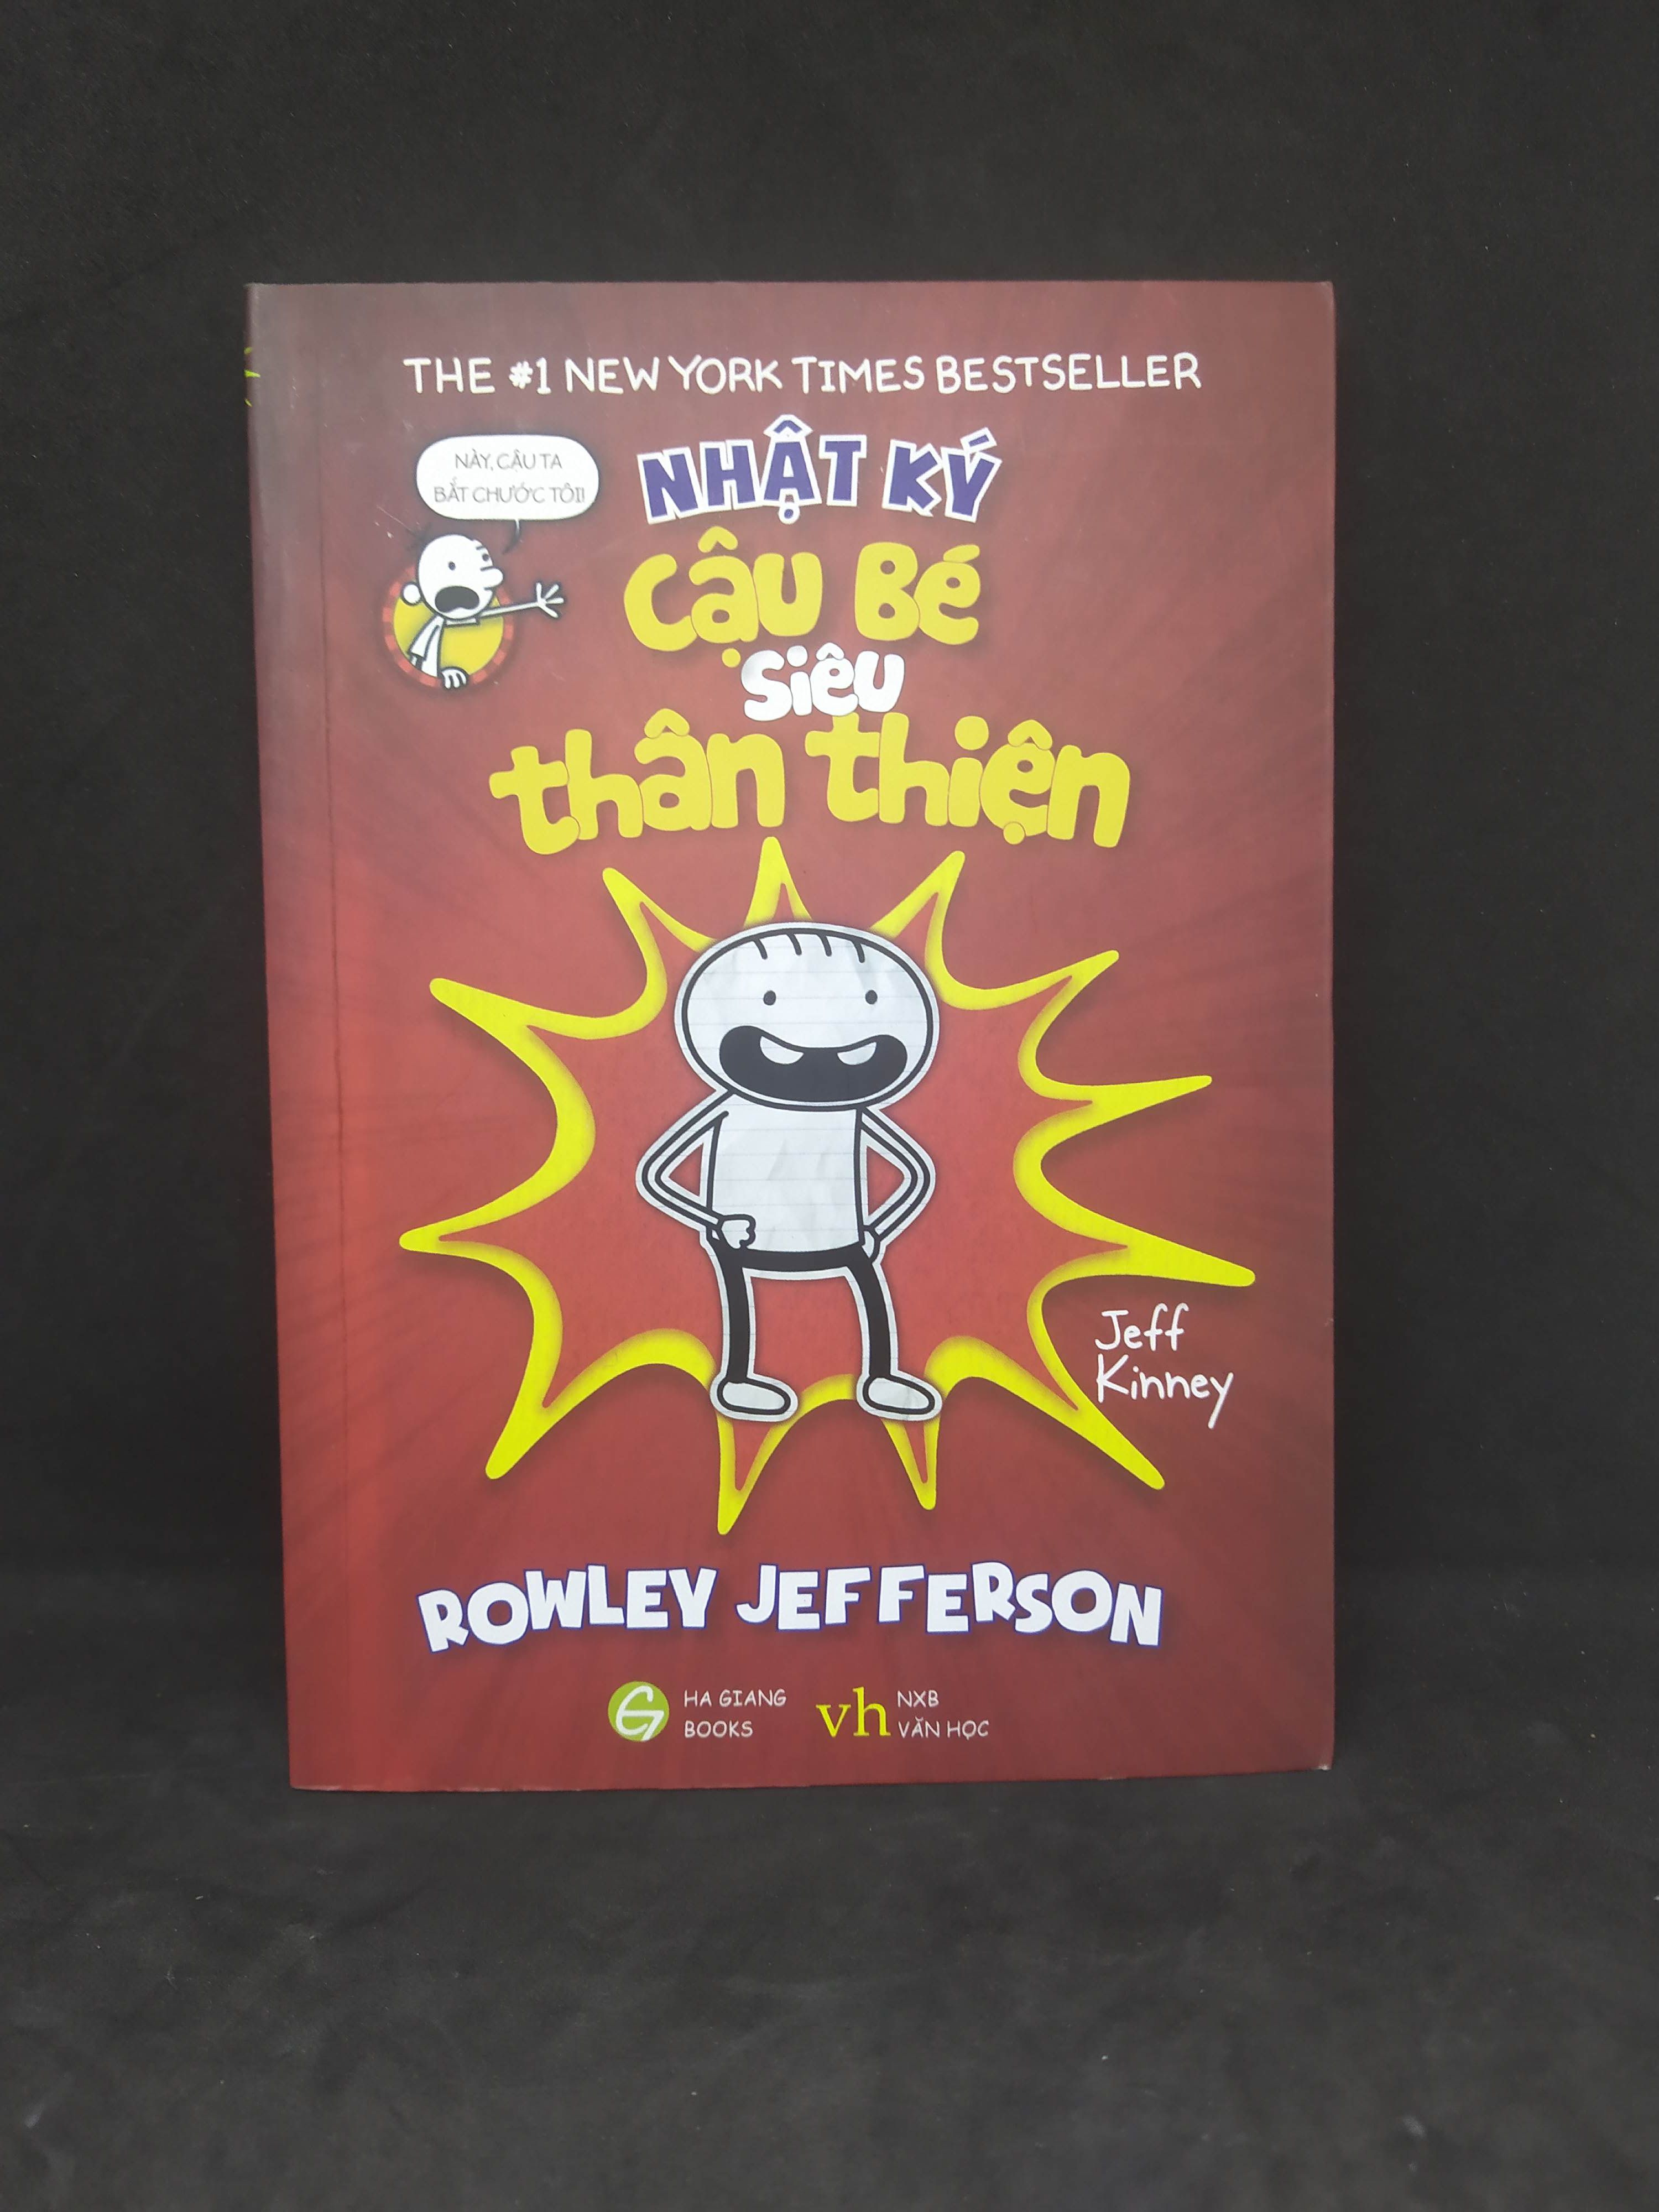 THE #1 NEW YORK TIMES BESTSELLER
NÀY, CẬU TA
BẮT CHƯỚC TÔI!
NHẬT KÝ
CẬU BÉ
SIÊU
thân thiện
Jeff
Kinney
ROWLEY JEFFERSON
HA GIANG
BOOKS
vh
NXB
VĂN HỌC